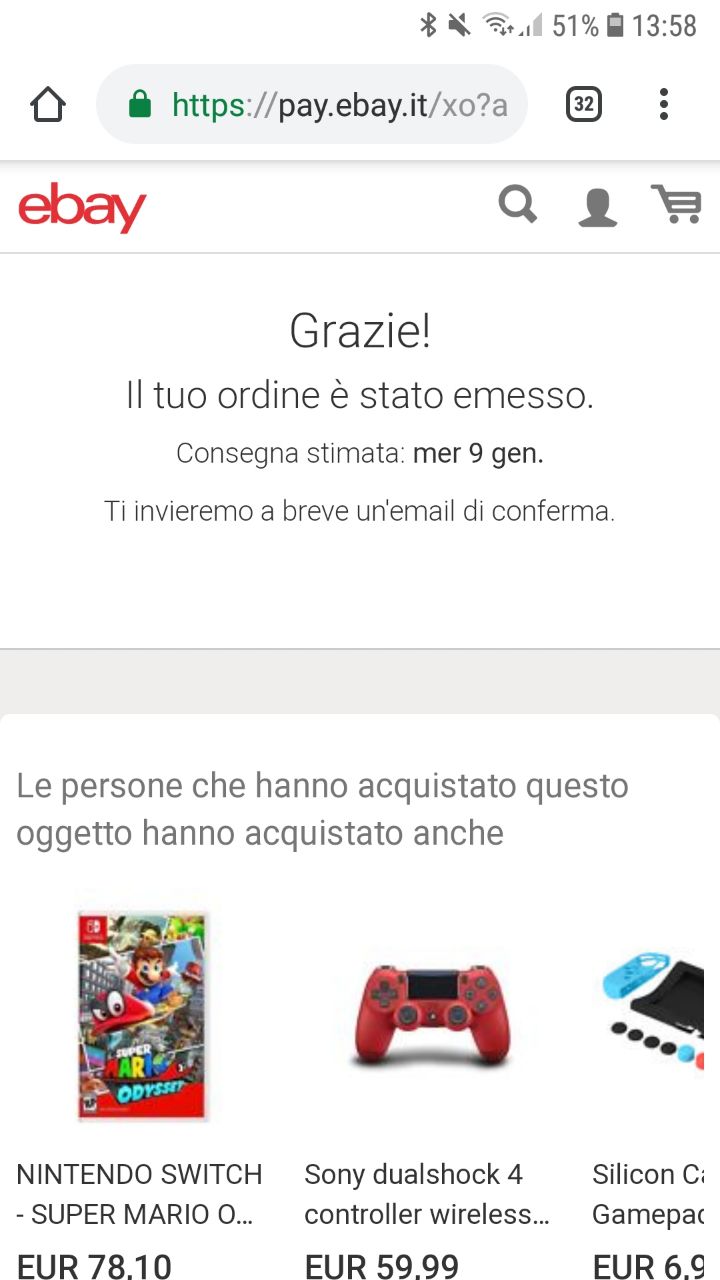 51% 13:58
https://pay.ebay.it/xo?a
32
ebay
Grazie!
Il tuo ordine è stato emesso.
Consegna stimata: mer 9 gen.
Ti invieremo a breve un'email di conferma.
Le persone che hanno acquistato questo
oggetto hanno acquistato anche
SUPER
MARIO
ODYSSEY
NINTENDO SWITCH
- SUPER MARIO O...
EUR 78,10
Sony dualshock 4
controller wireless...
EUR 59,99
Silicon
Gamepad
EUR 6,9